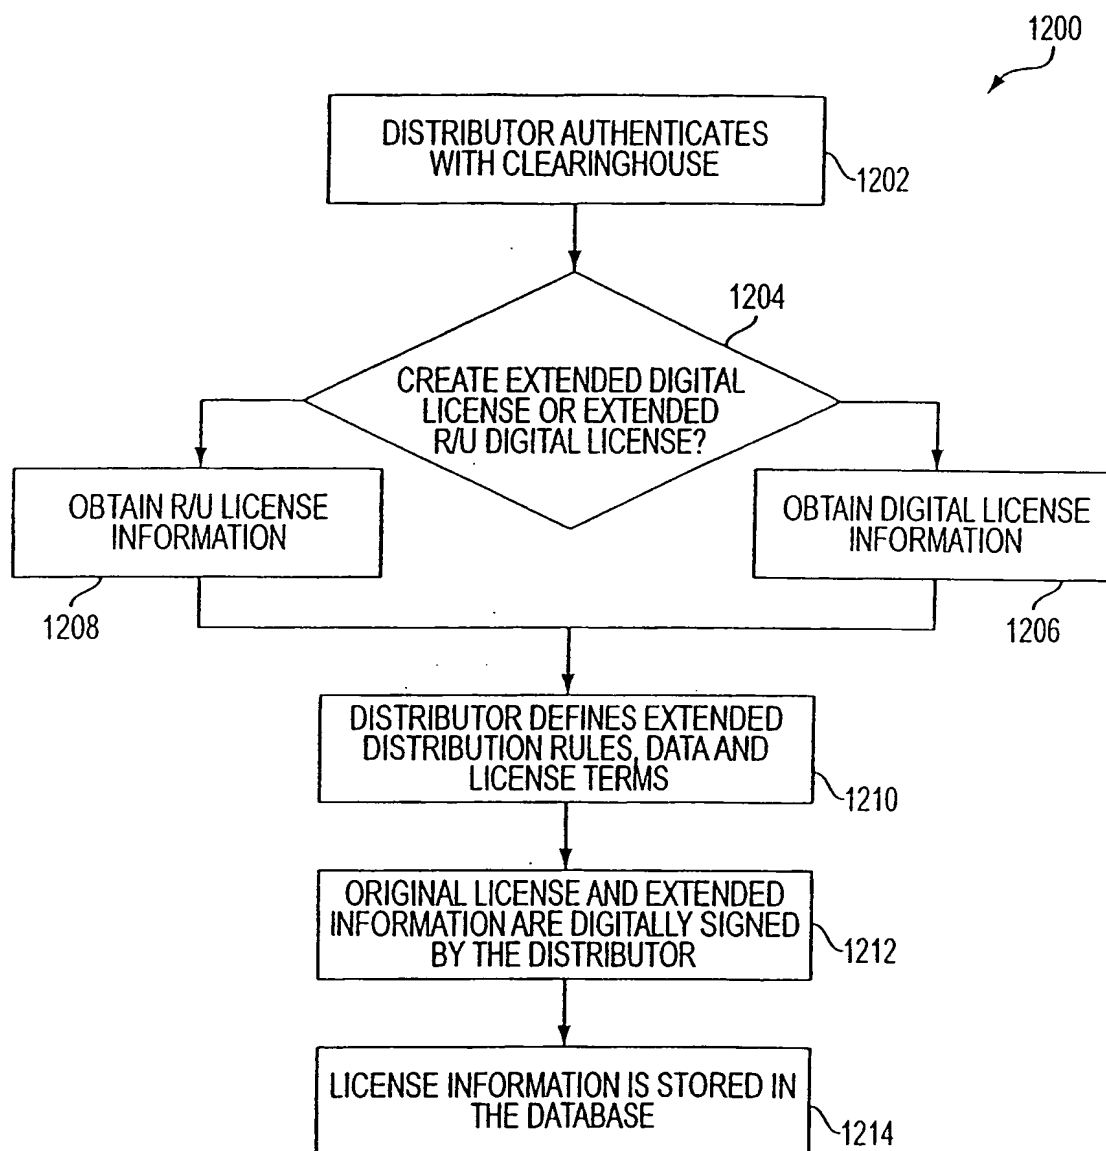 1200
DISTRIBUTOR AUTHENTICATES
WITH CLEARINGHOUSE
1202
1204
CREATE EXTENDED DIGITAL
LICENSE OR EXTENDED
R/U DIGITAL LICENSE?
OBTAIN R/U LICENSE
INFORMATION
1208
OBTAIN DIGITAL LICENSE
INFORMATION
1206
DISTRIBUTOR DEFINES EXTENDED
DISTRIBUTION RULES, DATA AND
LICENSE TERMS
1210
ORIGINAL LICENSE AND EXTENDED
INFORMATION ARE DIGITALLY SIGNED
BY THE DISTRIBUTOR
1212
LICENSE INFORMATION IS STORED IN
THE DATABASE
1214